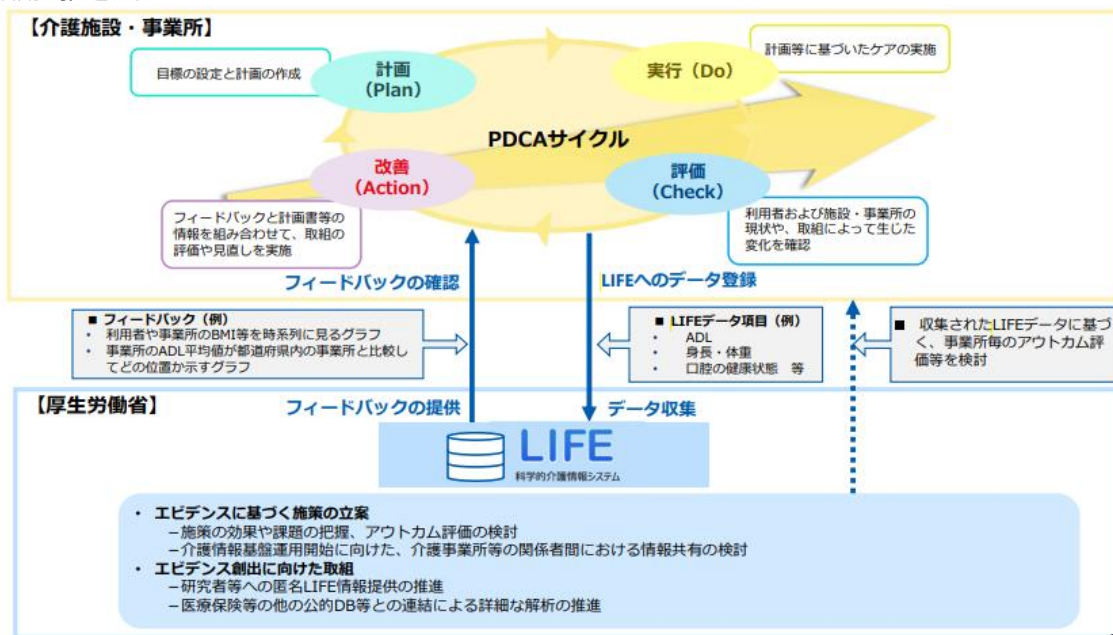 【介護施設・事業所】
目標の設定と計画の作成
計画
（Plan）
実行（Do）
計画等に基づいたケアの実施
PDCAサイクル
改善
（Action）
評価
（Check）
フィードバックと計画書等の
情報を組み合わせて、取組の
評価や見直しを実施
利用者および施設・事業所の
現状や、取組によって生じた
変化を確認
フィードバックの確認
LIFEへのデータ登録
■ フィードバック（例）
・ 利用者や事業所のBMI等を時系列に見るグラフ
・ 事業所のADL平均値が都道府県内の事業所と比較し
てどの位置か示すグラフ
■ LIFEデータ項目（例）
・ ADL
・ 身長・体重
・ 口腔の健康状態 等
■ 収集されたLIFEデータに基づ
く、事業所毎のアウトカム評
価等を検討
【厚生労働省】
フィードバックの提供
データ収集
LIFE
科学的介護情報システム
・ エビデンスに基づく施策の立案
－施策の効果や課題の把握、アウトカム評価の検討
－介護情報基盤運用開始に向けた、介護事業所等の関係者間における情報共有の検討
・ エビデンス創出に向けた取組
－研究者等への匿名LIFE情報提供の推進
－医療保険等の他の公的DB等との連結による詳細な解析の推進